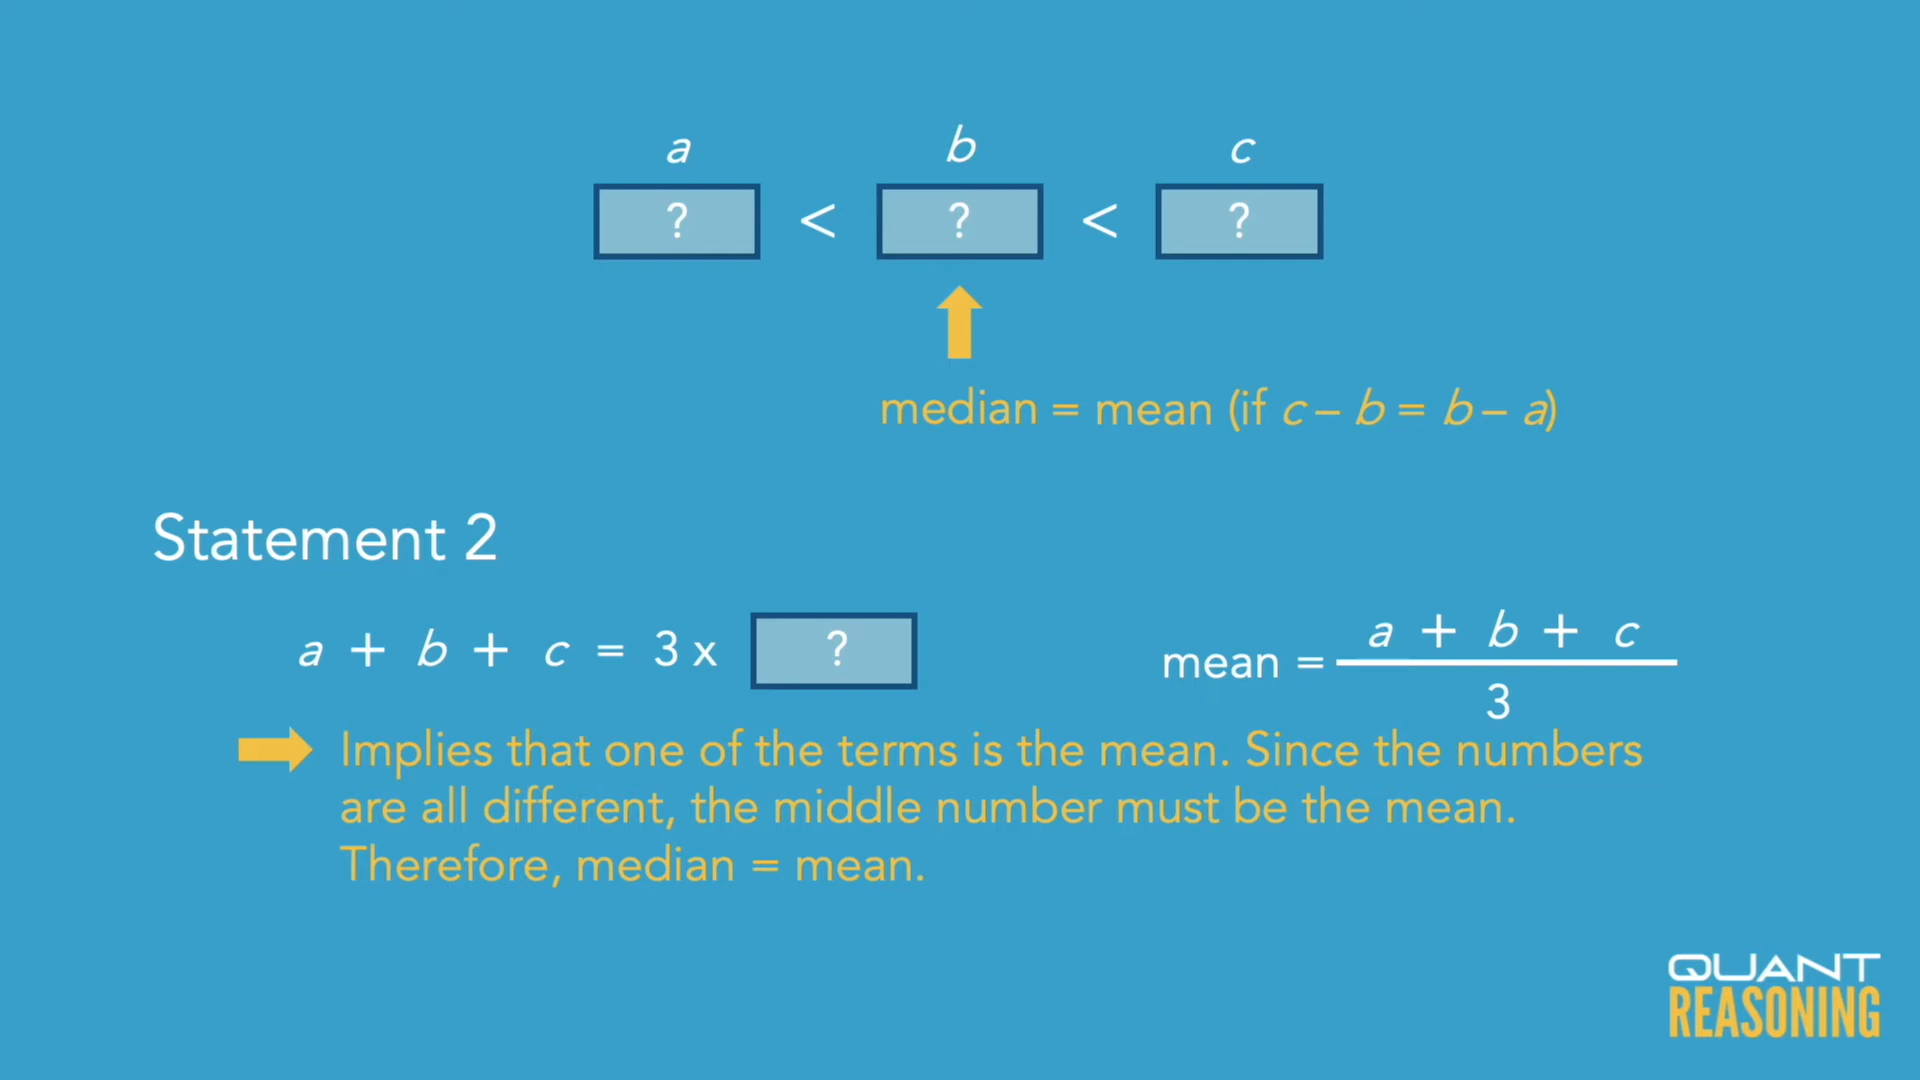 a b c
? < ? < ?
median = mean (if c – b = b – a)
Statement 2
a + b + c = 3 x ?
mean = a + b + c
3
Implies that one of the terms is the mean. Since the numbers
are all different, the middle number must be the mean.
Therefore, median = mean.
QUANT
REASONING